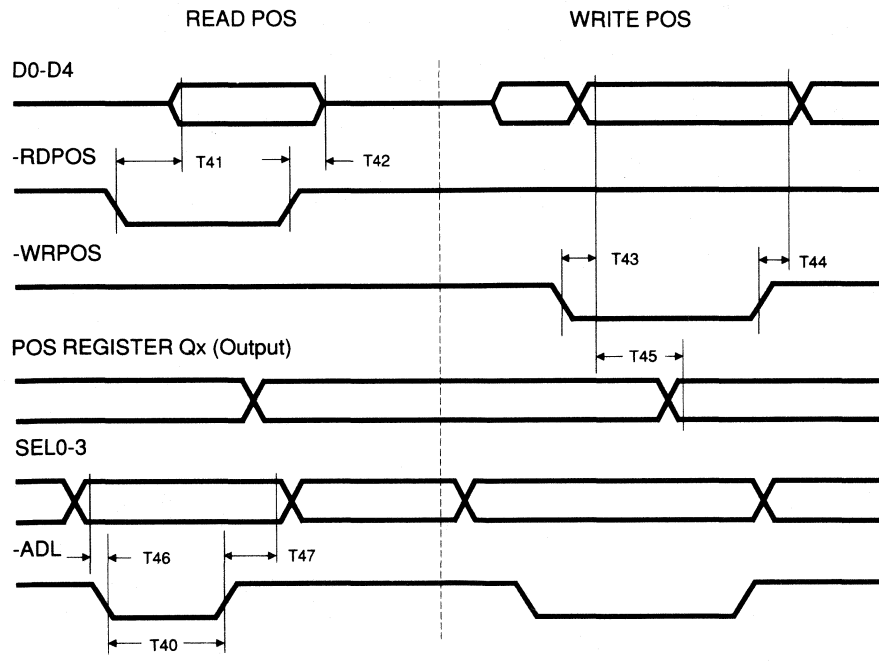 READ POS WRITE POS
D0-D4
-RDPOS
T41 T42
-WRPOS
T43 T44
POS REGISTER Qx (Output)
T45
SEL0-3
-ADL T46 T47
T40